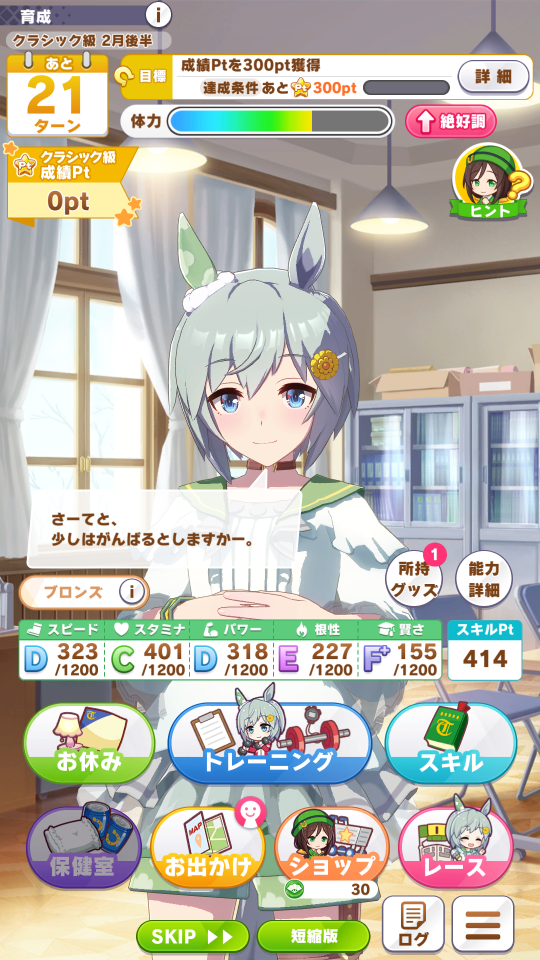 育成
i
クラシック級 2月後半
あと
21
ターン
目標
成績Ptを300pt獲得
達成条件 あと Pt 300pt
詳細
体力
絶好調
Pt クラシック級
成績Pt
0pt
ヒント
さーてと、
少しはがんばるとしますかー。
所持
グッズ
1
能力
詳細
ブロンズ i
スピード スタミナ パワー 根性 賢さ スキルPt
D 323 /1200 C 401 /1200 D 318 /1200 E 227 /1200 F+ 155 /1200 414
お休み
トレーニング
スキル
保健室
MAP
お出かけ
ショップ
30
レース
SKIP
短縮版
ログ